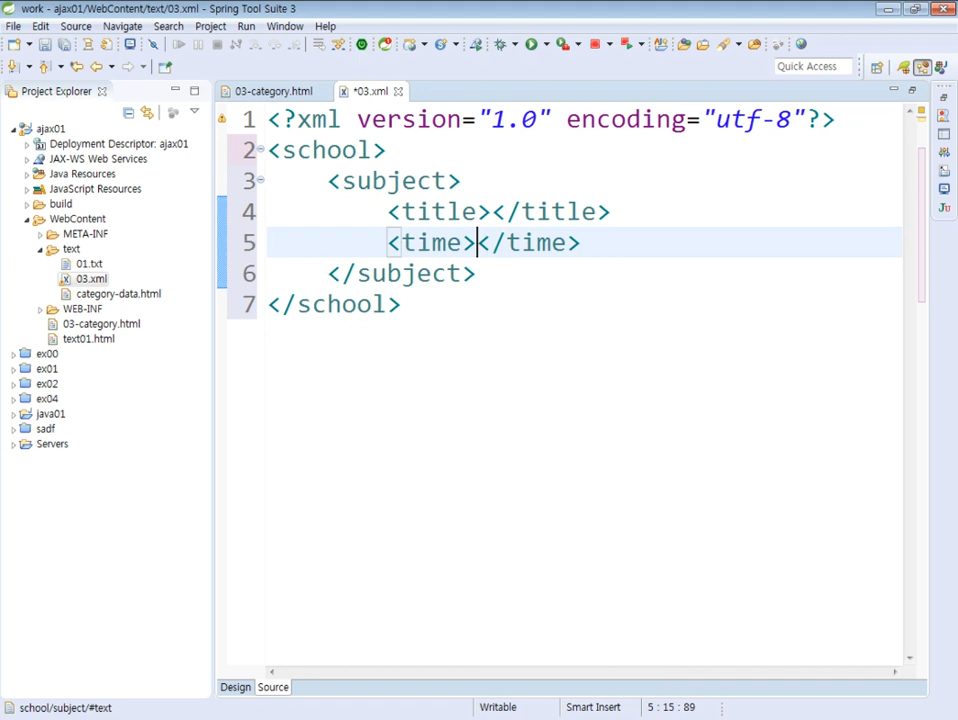 work - ajax01/WebContent/text/03.xml - Spring Tool Suite 3
File Edit Source Navigate Search Project Run Window Help
Quick Access
Project Explorer
03-category.html
*03.xml
ajax01
Deployment Descriptor: ajax01
JAX-WS Web Services
Java Resources
JavaScript Resources
build
WebContent
META-INF
text
01.txt
03.xml
category-data.html
WEB-INF
03-category.html
text01.html
ex00
ex01
ex02
ex04
java01
sadf
Servers
1 <?xml version="1.0" encoding="utf-8"?>
2 <school>
3 <subject>
4 <title></title>
5 <time></time>
6 </subject>
7 </school>
Design Source
school/subject/#text Writable Smart Insert 5 : 15 : 89